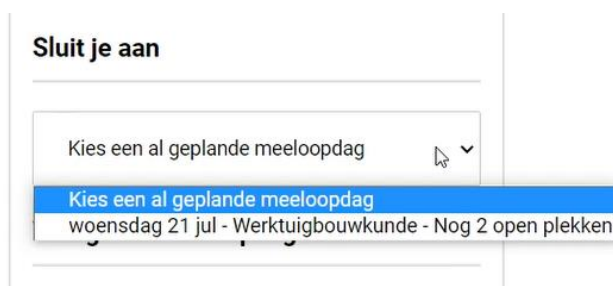 Sluit je aan
Kies een al geplande meeloopdag
Kies een al geplande meeloopdag
woensdag 21 jul - Werktuigbouwkunde - Nog 2 open plekken